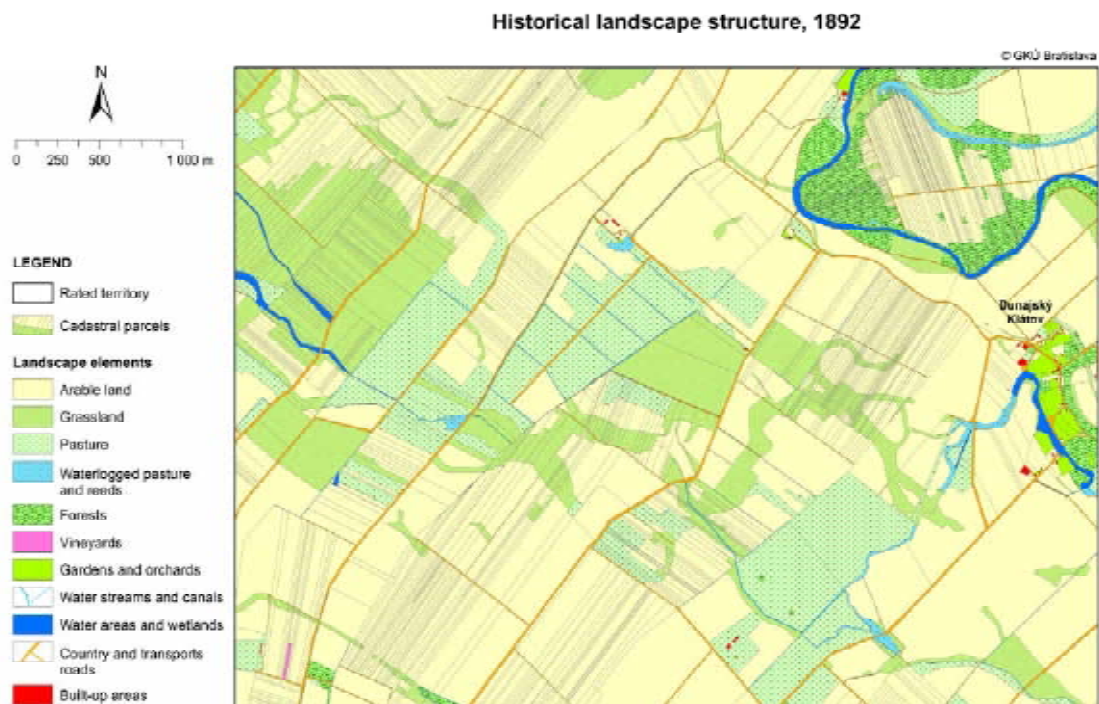 Historical landscape structure, 1892
© GKÚ Bratislava
N
0 250 500 1 000 m
LEGEND
Rated territory
Cadastral parcels
Landscape elements
Arable land
Grassland
Pasture
Waterlogged pasture
and reeds
Forests
Vineyards
Gardens and orchards
Water streams and canals
Water areas and wetlands
Country and transports
roads
Built-up areas
Dunajský
Klátov